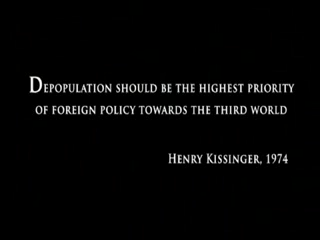 DEPOPULATION SHOULD BE THE HIGHEST PRIORITY
OF FOREIGN POLICY TOWARDS THE THIRD WORLD
HENRY KISSINGER, 1974